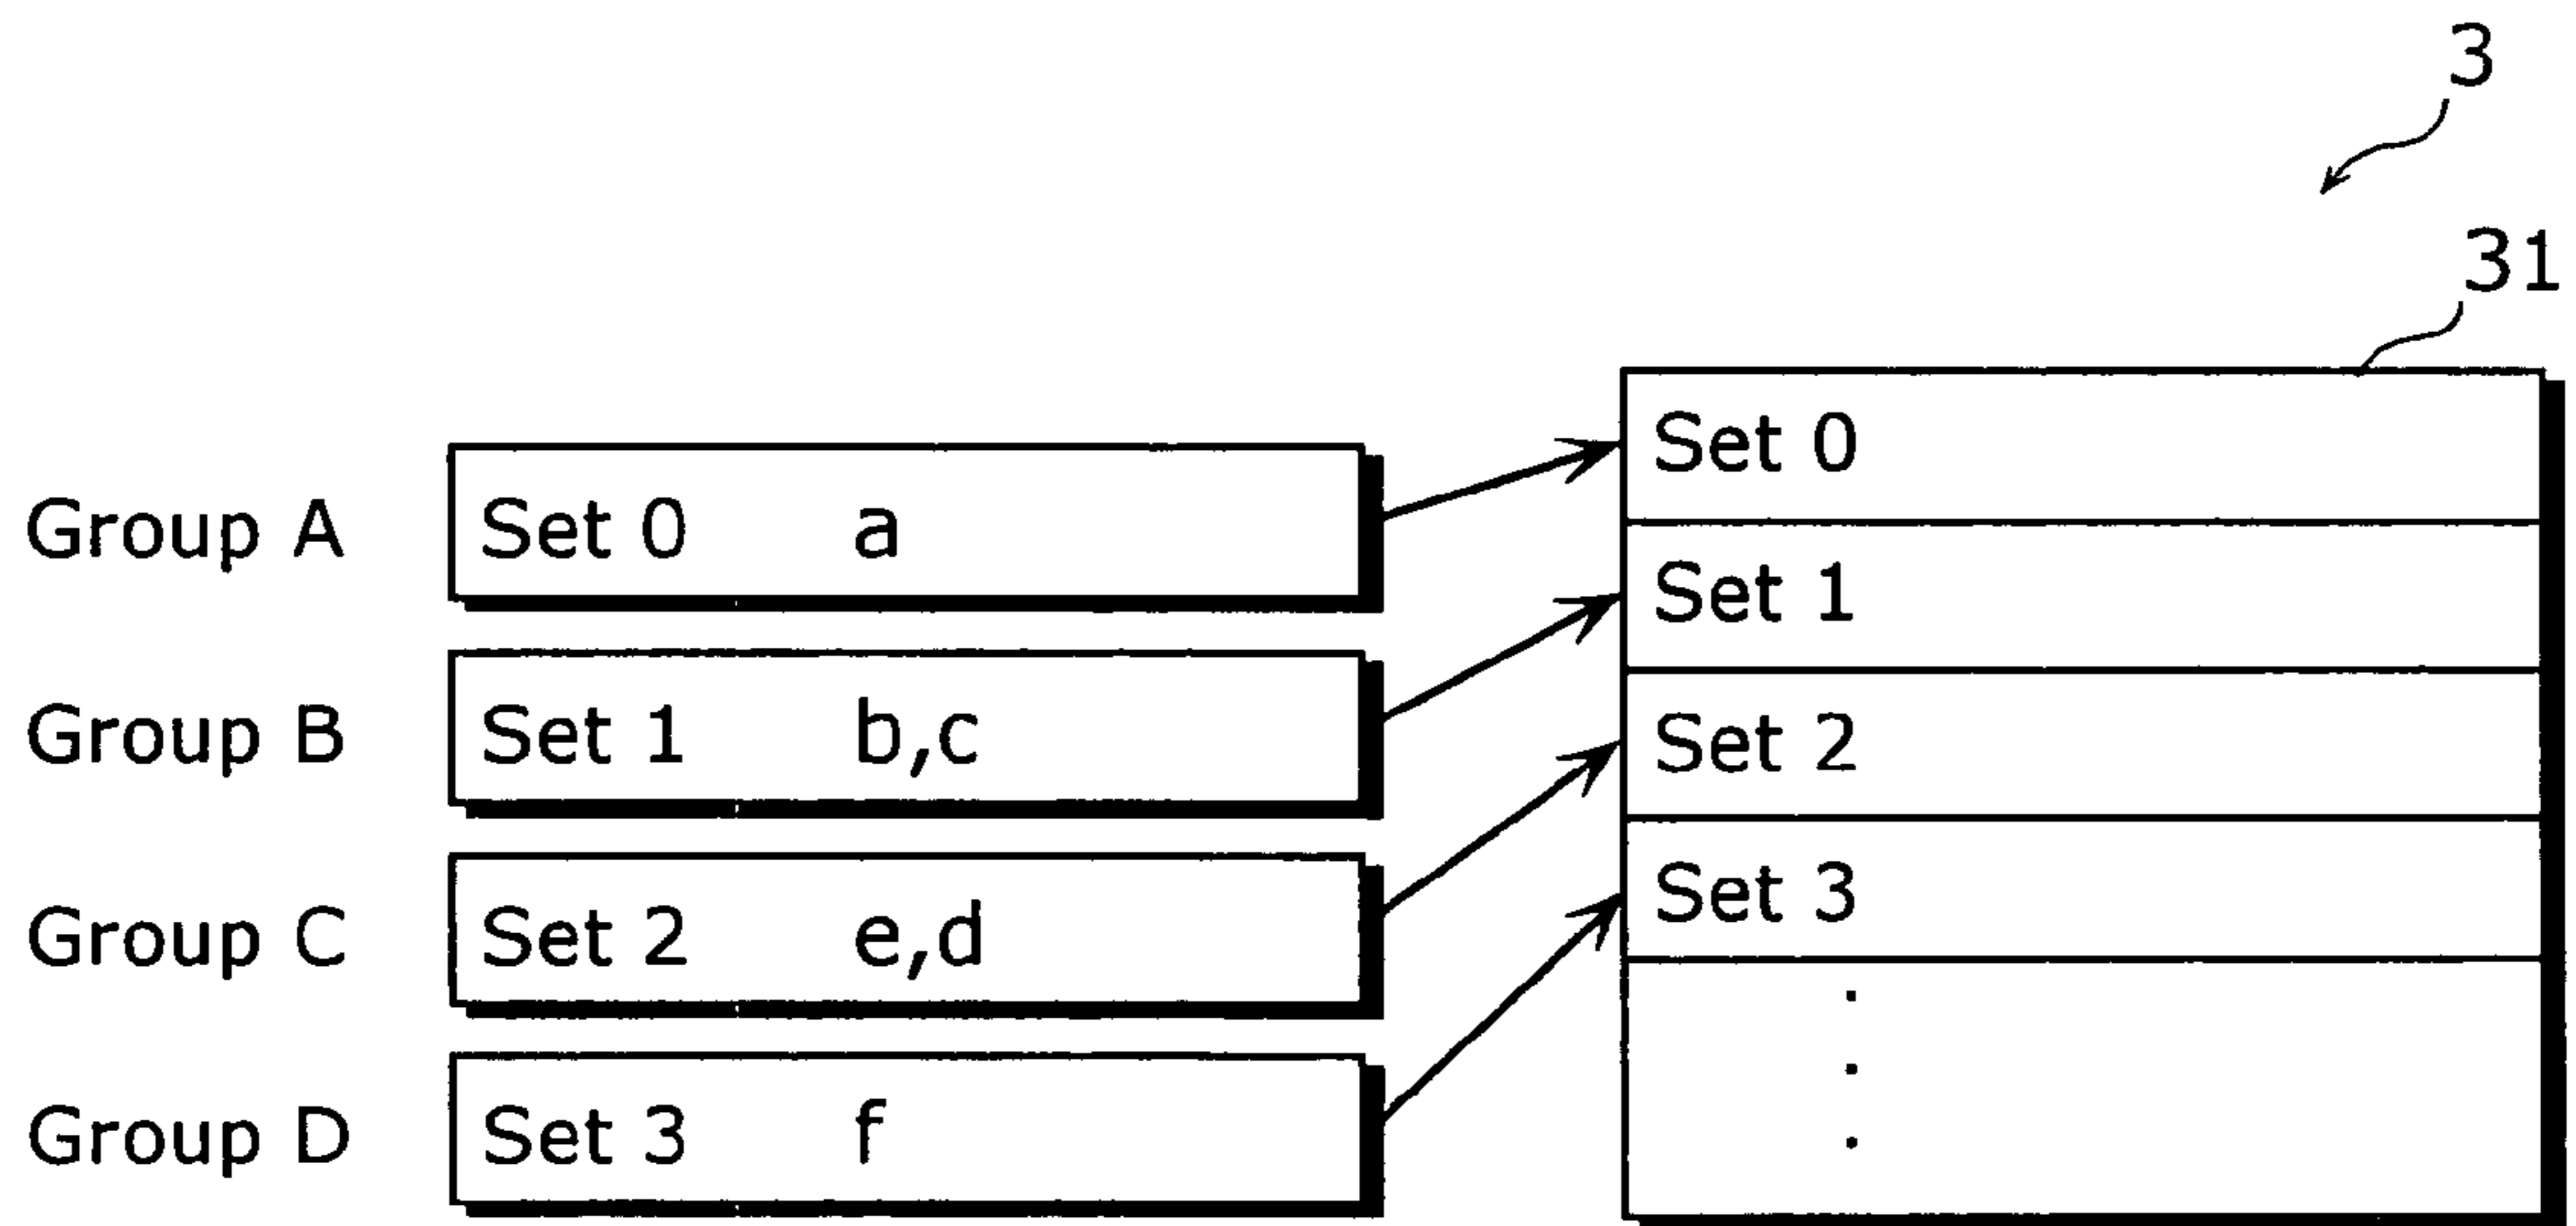 3
31
Group A Set 0 a
Group B Set 1 b,c
Group C Set 2 e,d
Group D Set 3 f
Set 0
Set 1
Set 2
Set 3
.
.
.